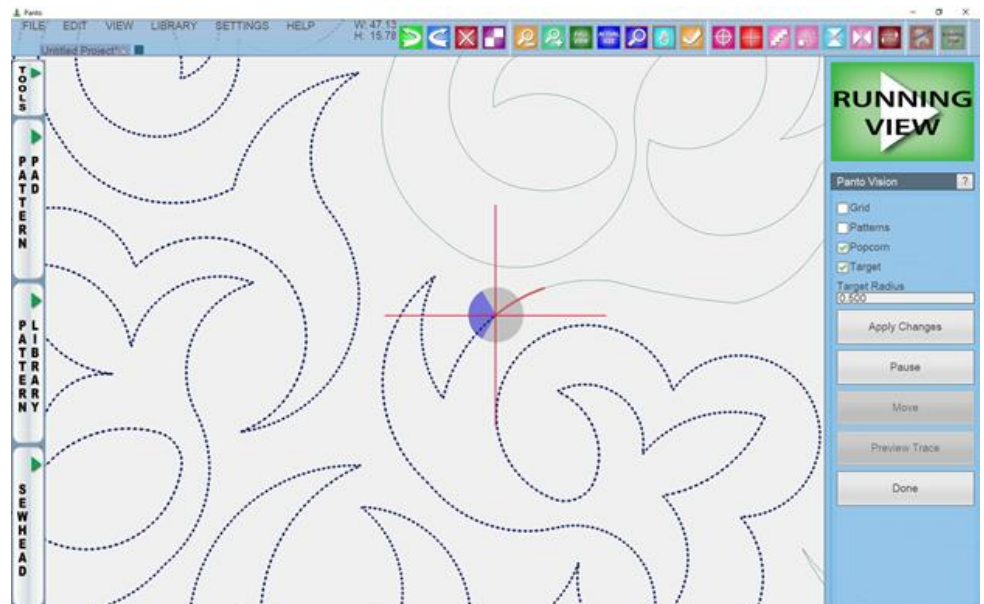 Panto
FILE EDIT VIEW LIBRARY SETTINGS HELP
W: 47.13
H: 15.78
Untitled Project*
TOOLS
PATTERN PAD
PATTERN LIBRARY
SEWHEAD
RUNNING
VIEW
Panto Vision ?
Grid
Patterns
Popcorn
Target
Target Radius
0.500
Apply Changes
Pause
Move
Preview Trace
Done